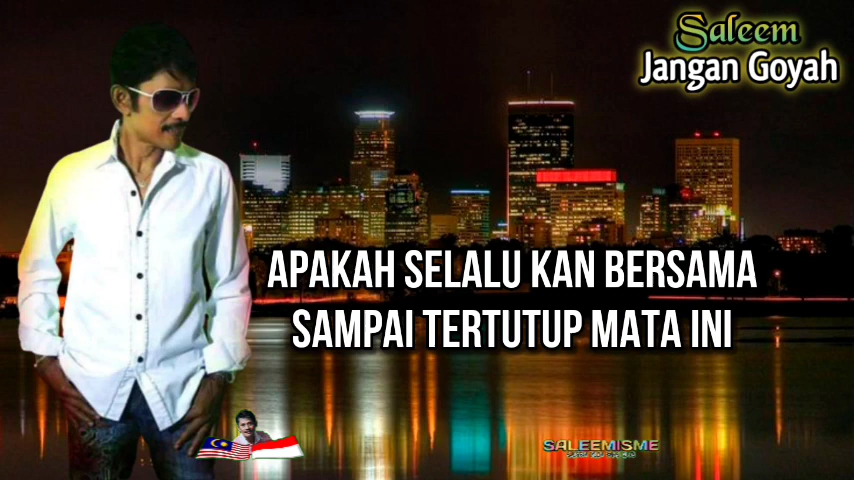 Saleem
Jangan Goyah
APAKAH SELALU KAN BERSAMA
SAMPAI TERTUTUP MATA INI
SALEEMISME